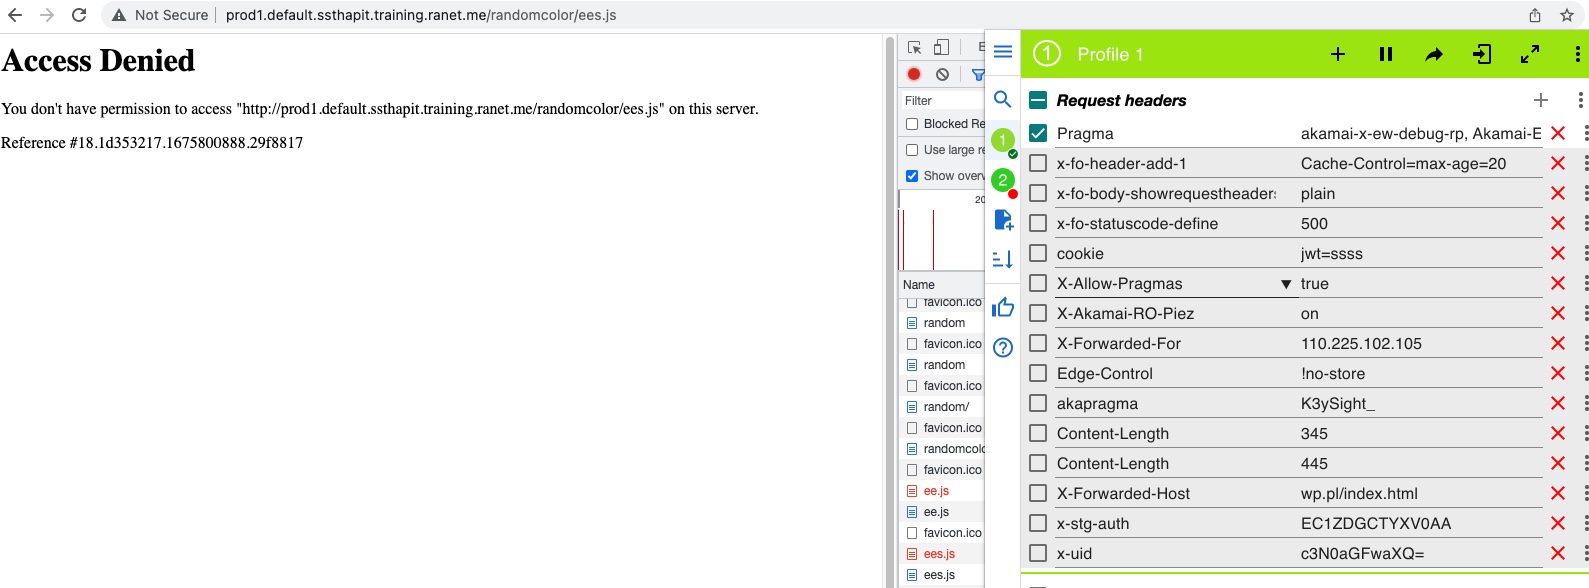 Not Secure prod1.default.ssthapit.training.ranet.me/randomcolor/ees.js
Access Denied
You don't have permission to access "http://prod1.default.ssthapit.training.ranet.me/randomcolor/ees.js" on this server.
Reference #18.1d353217.1675800888.29f8817
Filter
Blocked Re
Use large re
Show overv
20
Name
favicon.ico
random
favicon.ico
random
favicon.ico
random/
favicon.ico
randomcolo
favicon.ico
ee.js
ee.js
favicon.ico
ees.js
ees.js
1
2
1 Profile 1
Request headers
Pragma akamai-x-ew-debug-rp, Akamai-E
x-fo-header-add-1 Cache-Control=max-age=20
x-fo-body-showrequestheaders plain
x-fo-statuscode-define 500
cookie jwt=ssss
X-Allow-Pragmas true
X-Akamai-RO-Piez on
X-Forwarded-For 110.225.102.105
Edge-Control !no-store
akapragma K3ySight_
Content-Length 345
Content-Length 445
X-Forwarded-Host wp.pl/index.html
x-stg-auth EC1ZDGCTYXV0AA
x-uid c3N0aGFwaXQ=